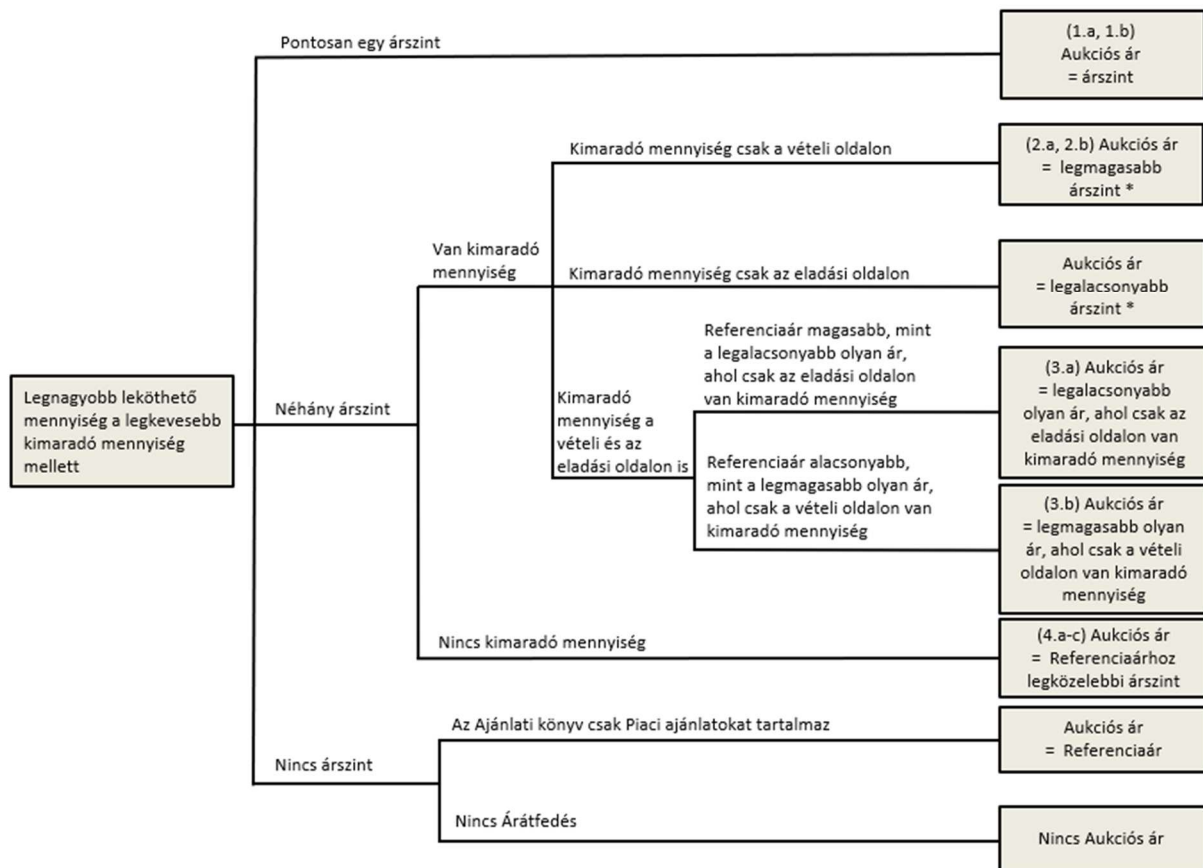 Pontosan egy árszint
(1.a, 1.b)
Aukciós ár
= árszint
Kimaradó mennyiség csak a vételi oldalon
(2.a, 2.b) Aukciós ár
= legmagasabb
árszint *
Van kimaradó
mennyiség
Kimaradó mennyiség csak az eladási oldalon
Aukciós ár
= legalacsonyabb
árszint *
Legnagyobb leköthető
mennyiség a legkevesebb
kimaradó mennyiség
mellett
Néhány árszint
Kimaradó
mennyiség a
vételi és az
eladási oldalon is
Referenciaár magasabb, mint
a legalacsonyabb olyan ár,
ahol csak az eladási oldalon
van kimaradó mennyiség
(3.a) Aukciós ár
= legalacsonyabb
olyan ár, ahol csak az
eladási oldalon van
kimaradó mennyiség
Referenciaár alacsonyabb,
mint a legmagasabb olyan ár,
ahol csak a vételi oldalon van
kimaradó mennyiség
(3.b) Aukciós ár
= legmagasabb olyan
ár, ahol csak a vételi
oldalon van kimaradó
mennyiség
Nincs kimaradó mennyiség
(4.a-c) Aukciós ár
= Referenciaárhoz
legközelebbi árszint
Nincs árszint
Az Ajánlati könyv csak Piaci ajánlatokat tartalmaz
Aukciós ár
= Referenciaár
Nincs Árátfedés
Nincs Aukciós ár